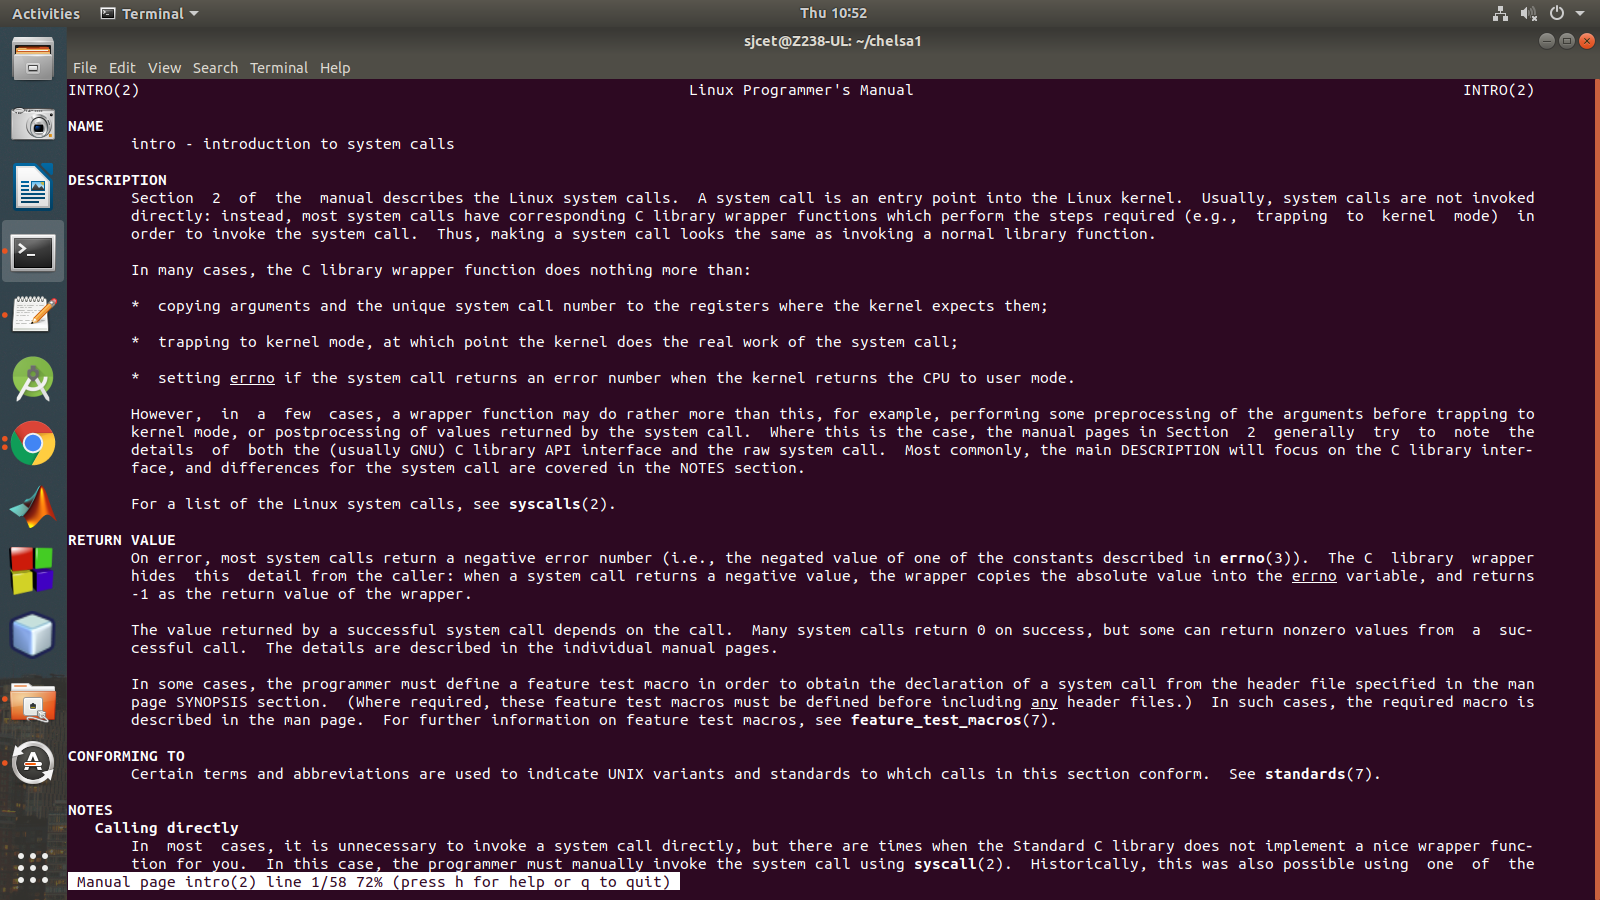 Activities Terminal Thu 10:52
sjcet@Z238-UL: ~/chelsa1
File Edit View Search Terminal Help
INTRO(2) Linux Programmer's Manual INTRO(2)
NAME
intro - introduction to system calls
DESCRIPTION
Section 2 of the manual describes the Linux system calls. A system call is an entry point into the Linux kernel. Usually, system calls are not invoked
directly: instead, most system calls have corresponding C library wrapper functions which perform the steps required (e.g., trapping to kernel mode) in
order to invoke the system call. Thus, making a system call looks the same as invoking a normal library function.
In many cases, the C library wrapper function does nothing more than:
* copying arguments and the unique system call number to the registers where the kernel expects them;
* trapping to kernel mode, at which point the kernel does the real work of the system call;
* setting errno if the system call returns an error number when the kernel returns the CPU to user mode.
However, in a few cases, a wrapper function may do rather more than this, for example, performing some preprocessing of the arguments before trapping to
kernel mode, or postprocessing of values returned by the system call. Where this is the case, the manual pages in Section 2 generally try to note the
details of both the (usually GNU) C library API interface and the raw system call. Most commonly, the main DESCRIPTION will focus on the C library inter-
face, and differences for the system call are covered in the NOTES section.
For a list of the Linux system calls, see syscalls(2).
RETURN VALUE
On error, most system calls return a negative error number (i.e., the negated value of one of the constants described in errno(3)). The C library wrapper
hides this detail from the caller: when a system call returns a negative value, the wrapper copies the absolute value into the errno variable, and returns
-1 as the return value of the wrapper.
The value returned by a successful system call depends on the call. Many system calls return 0 on success, but some can return nonzero values from a suc-
cessful call. The details are described in the individual manual pages.
In some cases, the programmer must define a feature test macro in order to obtain the declaration of a system call from the header file specified in the man
page SYNOPSIS section. (Where required, these feature test macros must be defined before including any header files.) In such cases, the required macro is
described in the man page. For further information on feature test macros, see feature_test_macros(7).
CONFORMING TO
Certain terms and abbreviations are used to indicate UNIX variants and standards to which calls in this section conform. See standards(7).
NOTES
Calling directly
In most cases, it is unnecessary to invoke a system call directly, but there are times when the Standard C library does not implement a nice wrapper func-
tion for you. In this case, the programmer must manually invoke the system call using syscall(2). Historically, this was also possible using one of the
Manual page intro(2) line 1/58 72% (press h for help or q to quit)